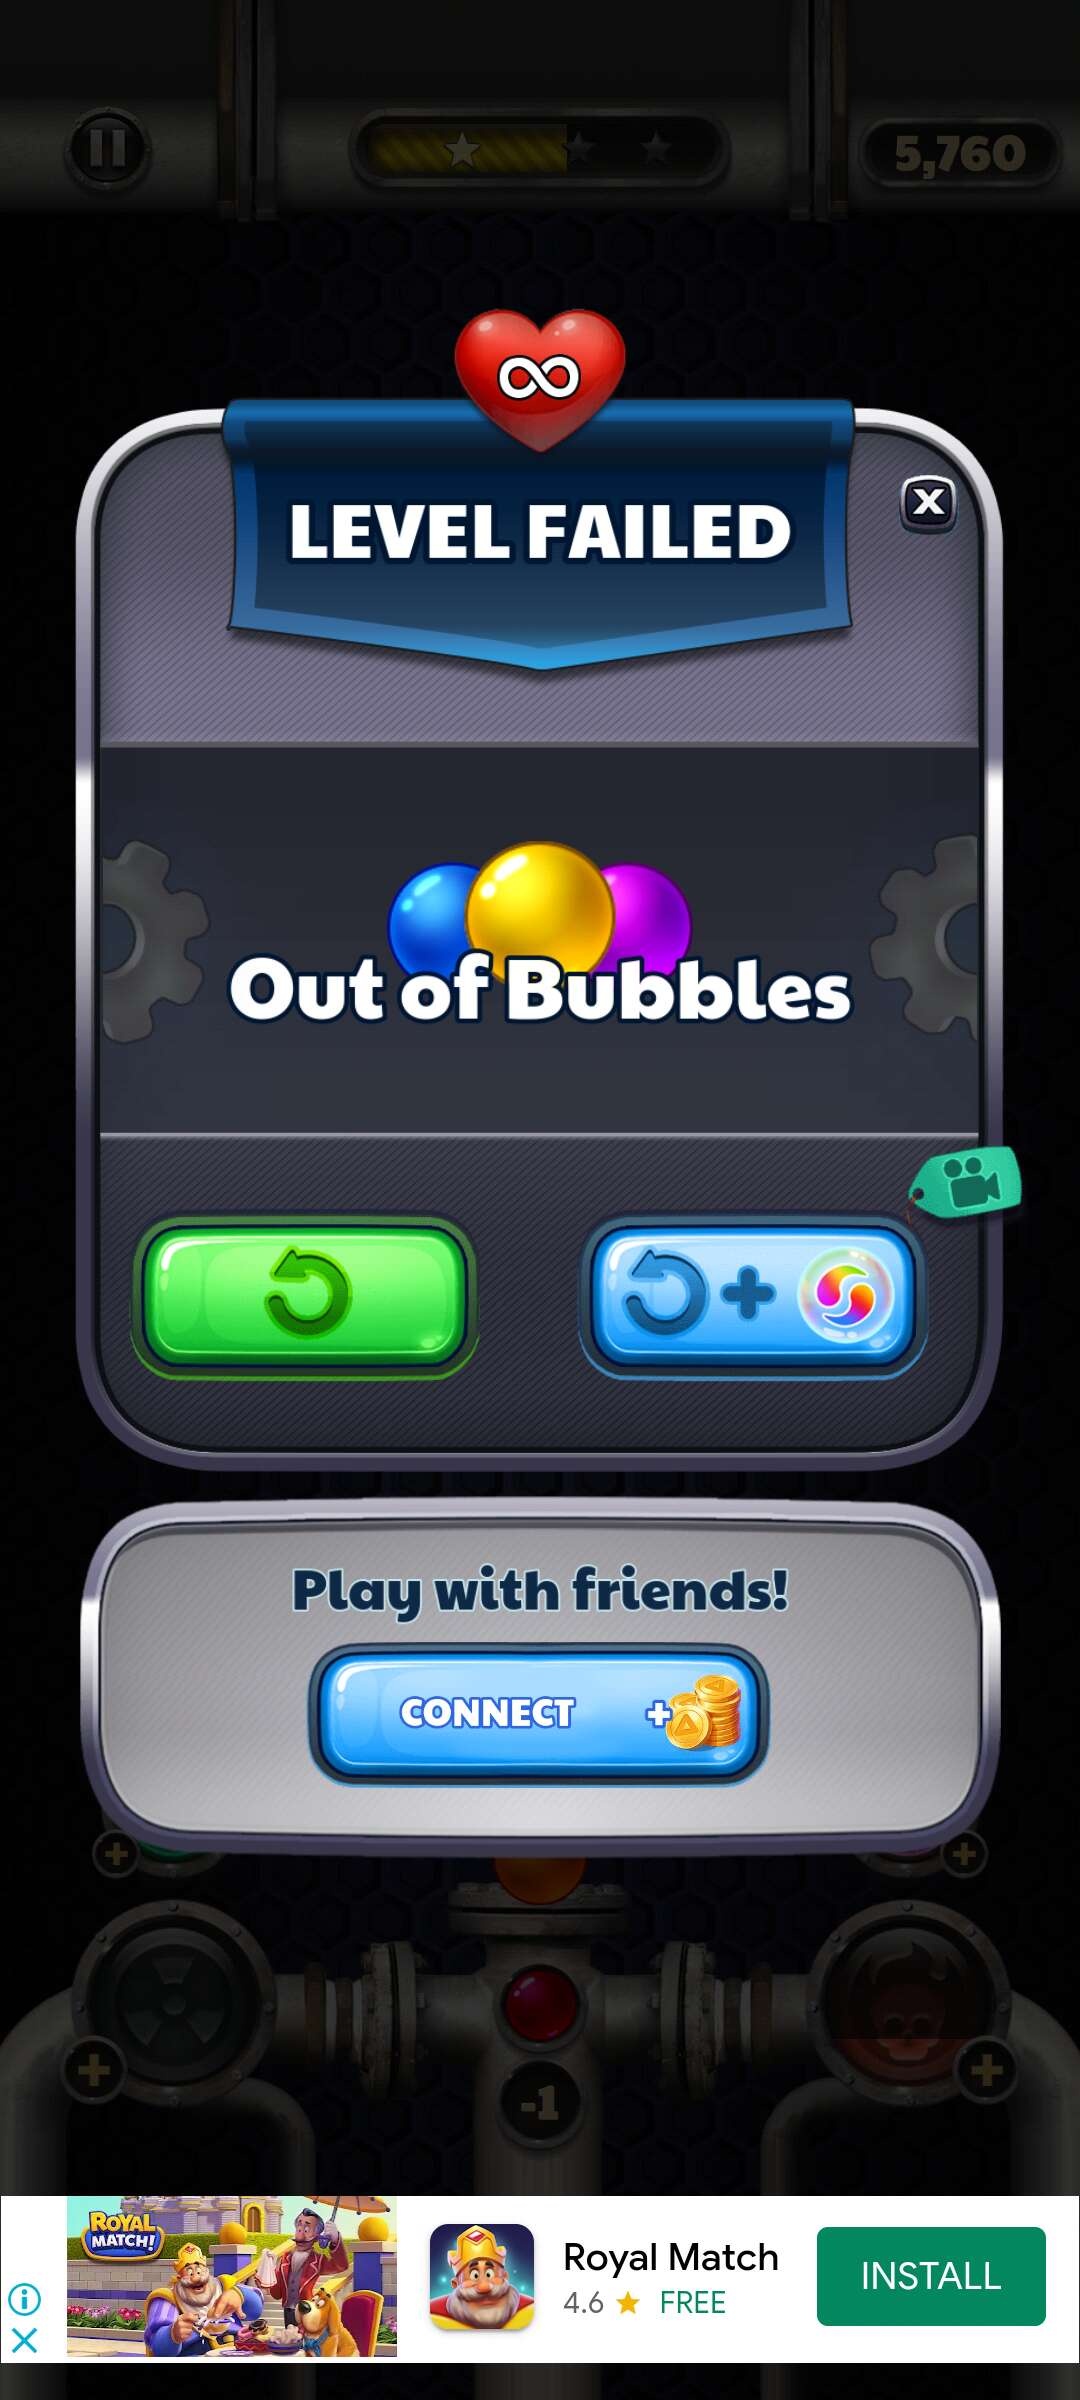 5,760
LEVEL FAILED
X
Out of Bubbles
Play with friends!
CONNECT +
-1
ROYAL
MATCH!
Royal Match
4.6 ★ FREE
INSTALL